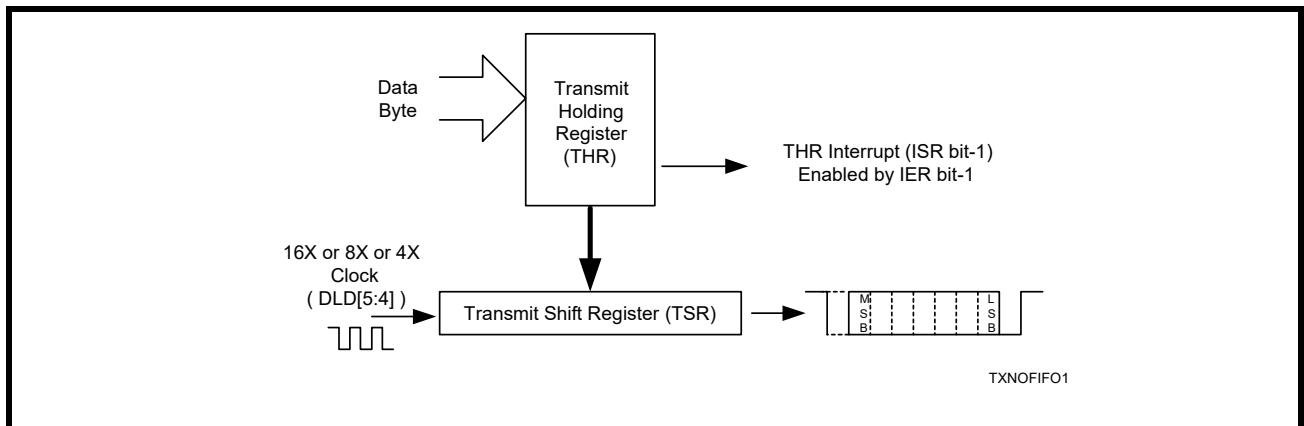 Data
Byte
Transmit
Holding
Register
(THR)
THR Interrupt (ISR bit-1)
Enabled by IER bit-1
16X or 8X or 4X
Clock
( DLD[5:4] )
Transmit Shift Register (TSR)
M
S
B
L
S
B
TXNOFIFO1